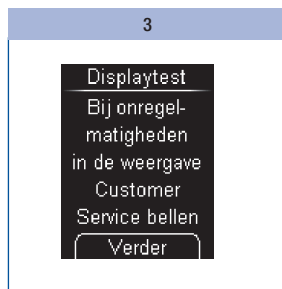 3
Displaytest
Bij onregel-
matigheden
in de weergave
Customer
Service bellen
Verder